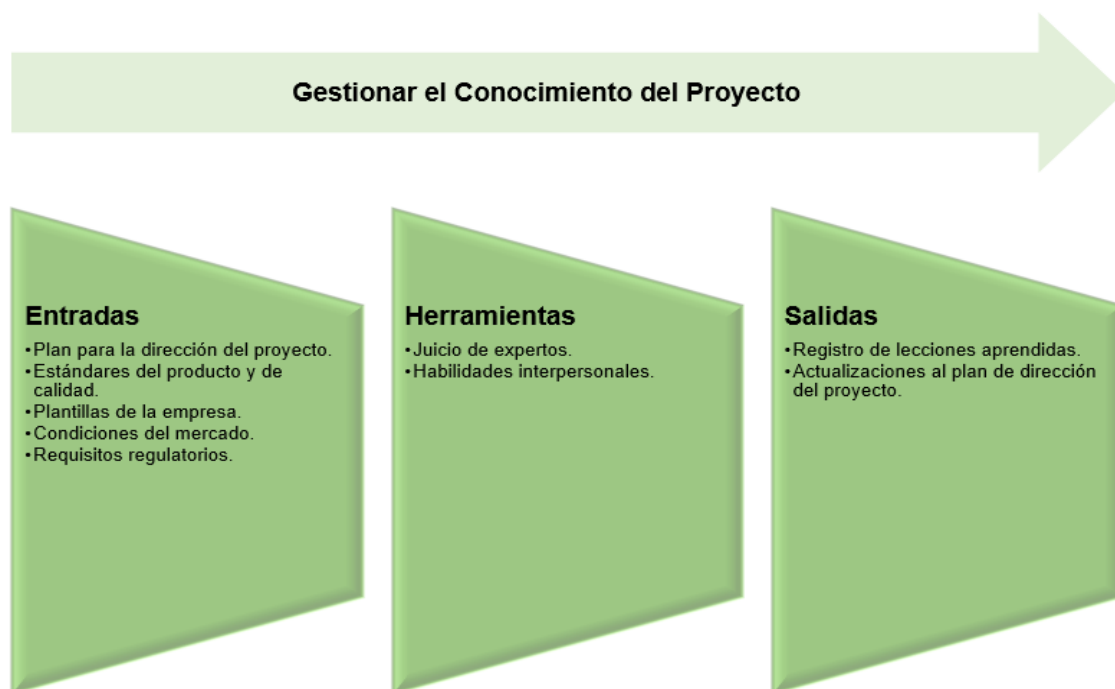 Gestionar el Conocimiento del Proyecto
Entradas
•Plan para la dirección del proyecto.
•Estándares del producto y de
calidad.
•Plantillas de la empresa.
•Condiciones del mercado.
•Requisitos regulatorios.
Herramientas
•Juicio de expertos.
•Habilidades interpersonales.
Salidas
•Registro de lecciones aprendidas.
•Actualizaciones al plan de dirección
del proyecto.